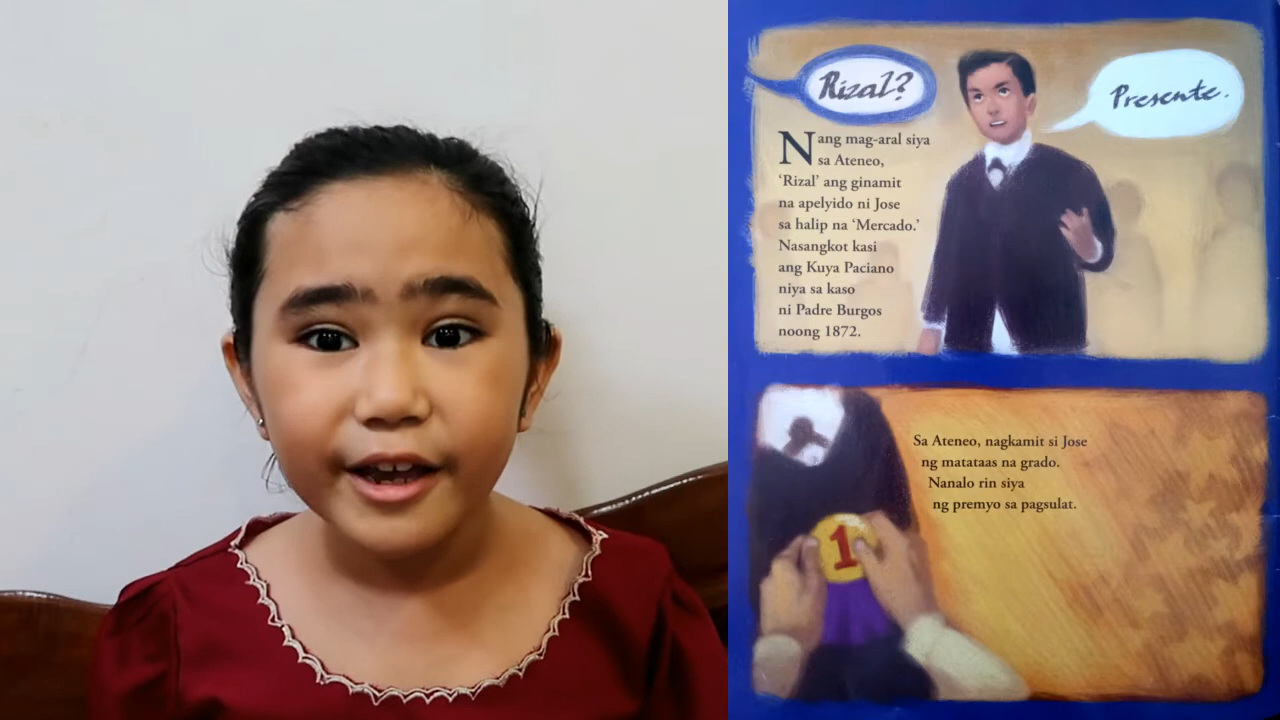 Rizal?
Presente.
Nang mag-aral siya
sa Ateneo,
‘Rizal’ ang ginamit
na apelyido ni Jose
sa halip na ‘Mercado.’
Nasangkot kasi
ang Kuya Paciano
niya sa kaso
ni Padre Burgos
noong 1872.
Sa Ateneo, nagkamit si Jose
ng matataas na grado.
Nanalo rin siya
ng premyo sa pagsulat.
1